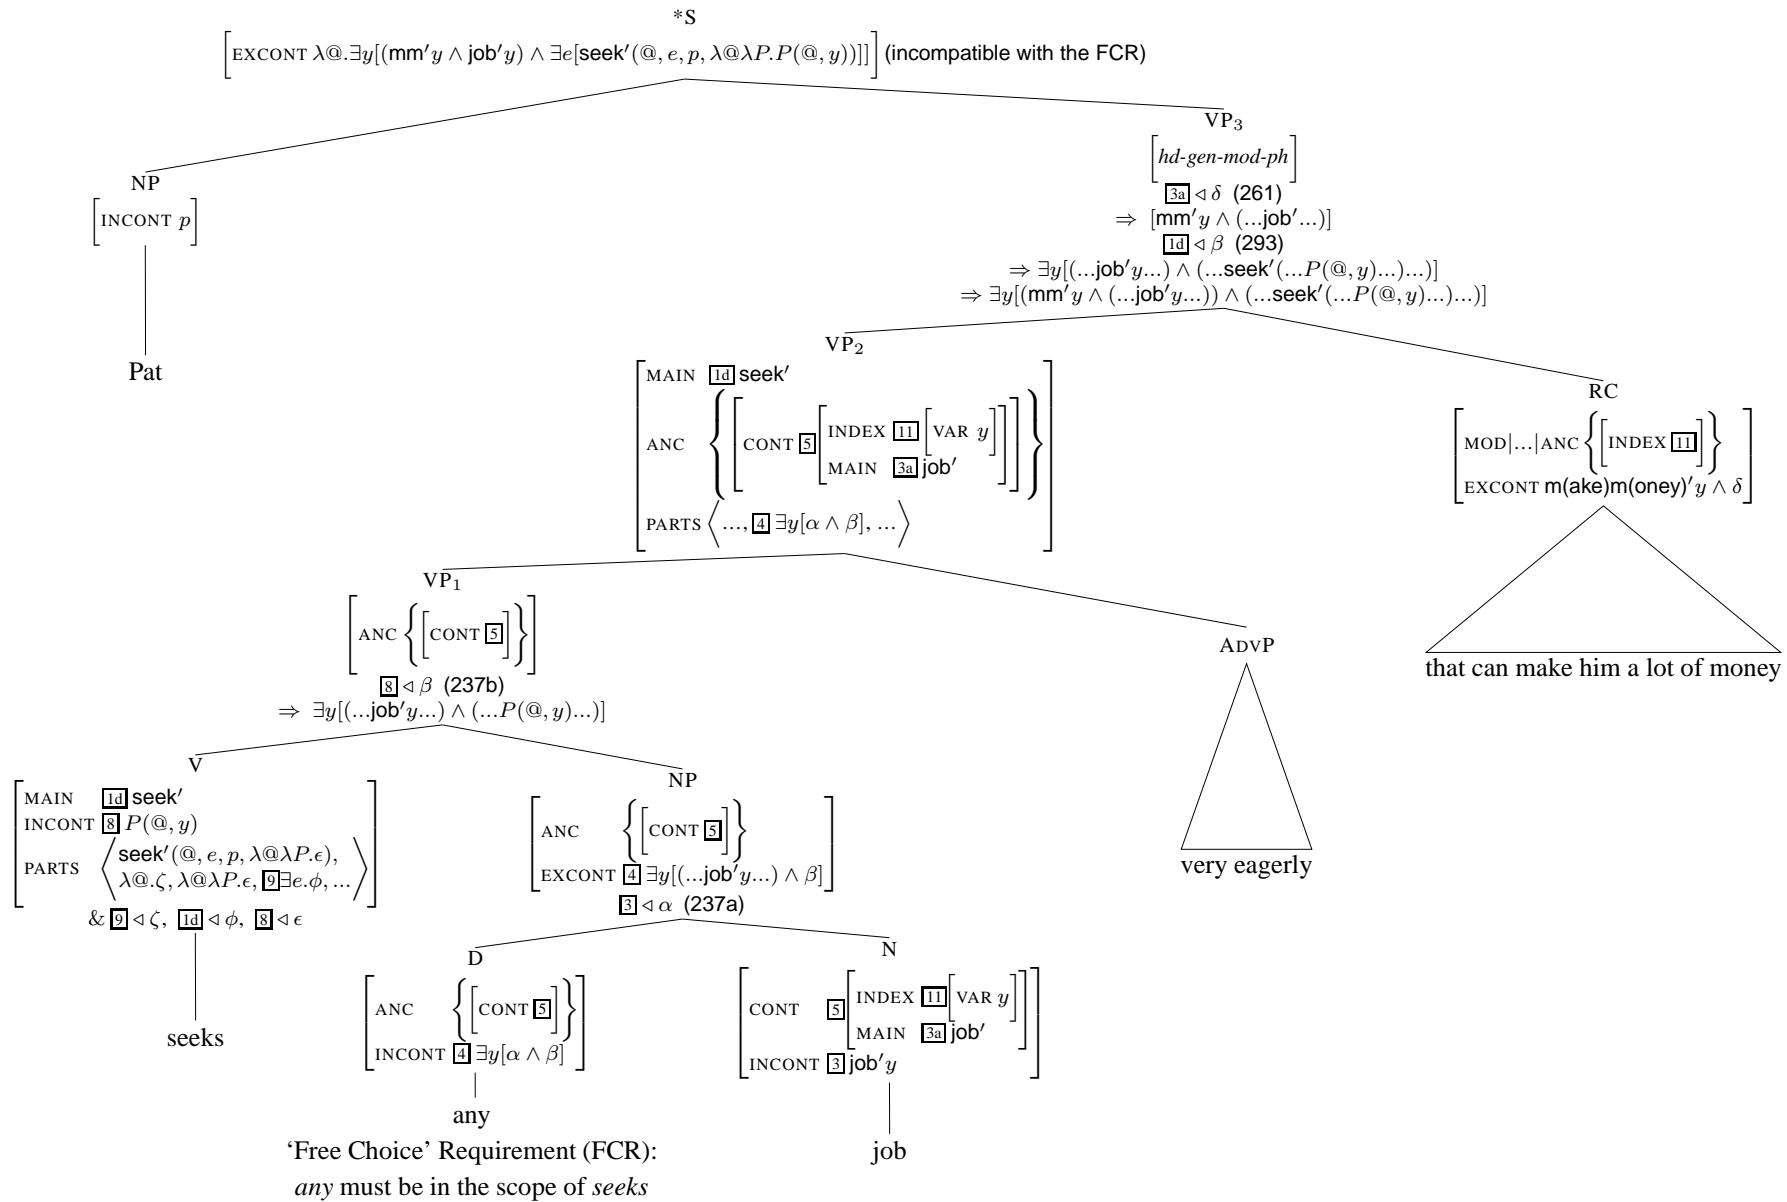 *S
[EXCONT λ@.∃y[(mm′y ∧ job′y) ∧ ∃e[seek′(@, e, p, λ@λP.P(@, y))]]] (incompatible with the FCR)
VP₃
[hd-gen-mod-ph]
3a ◁ δ (261)
⇒ [mm′y ∧ (...job′...)]
1d ◁ β (293)
⇒ ∃y[(...job′y...) ∧ (...seek′(...P(@, y)...)...)]
⇒ ∃y[(mm′y ∧ (...job′y...)) ∧ (...seek′(...P(@, y)...)...)]
NP
[INCONT p]
Pat
VP₂
MAIN 1d seek′
ANC {[CONT 5 [INDEX 11 [VAR y]
MAIN 3a job′]]}
PARTS ⟨..., 4 ∃y[α ∧ β], ...⟩
RC
MOD|...|ANC {[INDEX 11]}
EXCONT m(ake)m(oney)′y ∧ δ
that can make him a lot of money
VP₁
[ANC {[CONT 5]}]
8 ◁ β (237b)
⇒ ∃y[(...job′y...) ∧ (...P(@, y)...)]
ADVP
very eagerly
V
MAIN 1d seek′
INCONT 8 P(@, y)
PARTS ⟨seek′(@, e, p, λ@λP.ϵ),
λ@.ζ, λ@λP.ϵ, 9 ∃e.ϕ, ...⟩
& 9 ◁ ζ, 1d ◁ ϕ, 8 ◁ ϵ
seeks
NP
ANC {[CONT 5]}
EXCONT 4 ∃y[(...job′y...) ∧ β]
3 ◁ α (237a)
D
ANC {[CONT 5]}
INCONT 4 ∃y[α ∧ β]
any
‘Free Choice’ Requirement (FCR):
any must be in the scope of seeks
N
CONT 5 [INDEX 11 [VAR y]
MAIN 3a job′]
INCONT 3 job′y
job